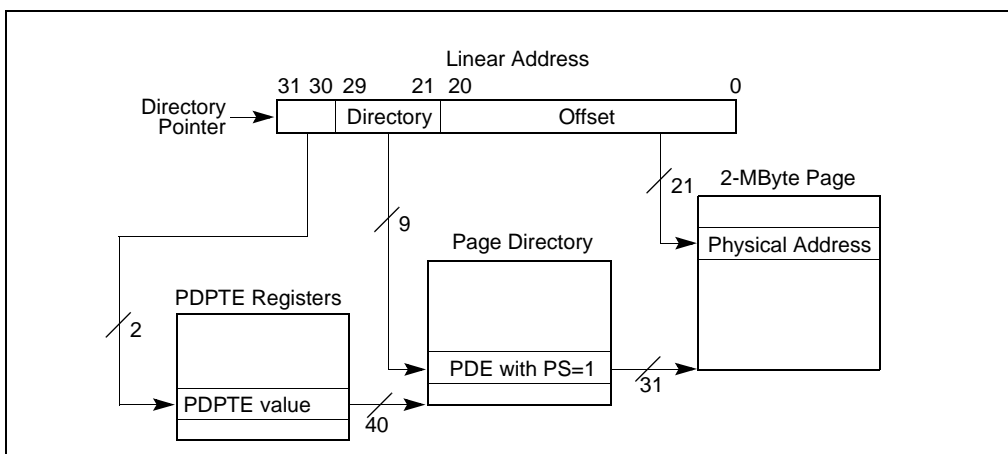 Linear Address
31 30 29 21 20 0
Directory
Pointer
Directory
Offset
2-MByte Page
21
Physical Address
9
Page Directory
PDPTE Registers
2
PDE with PS=1
31
PDPTE value
40